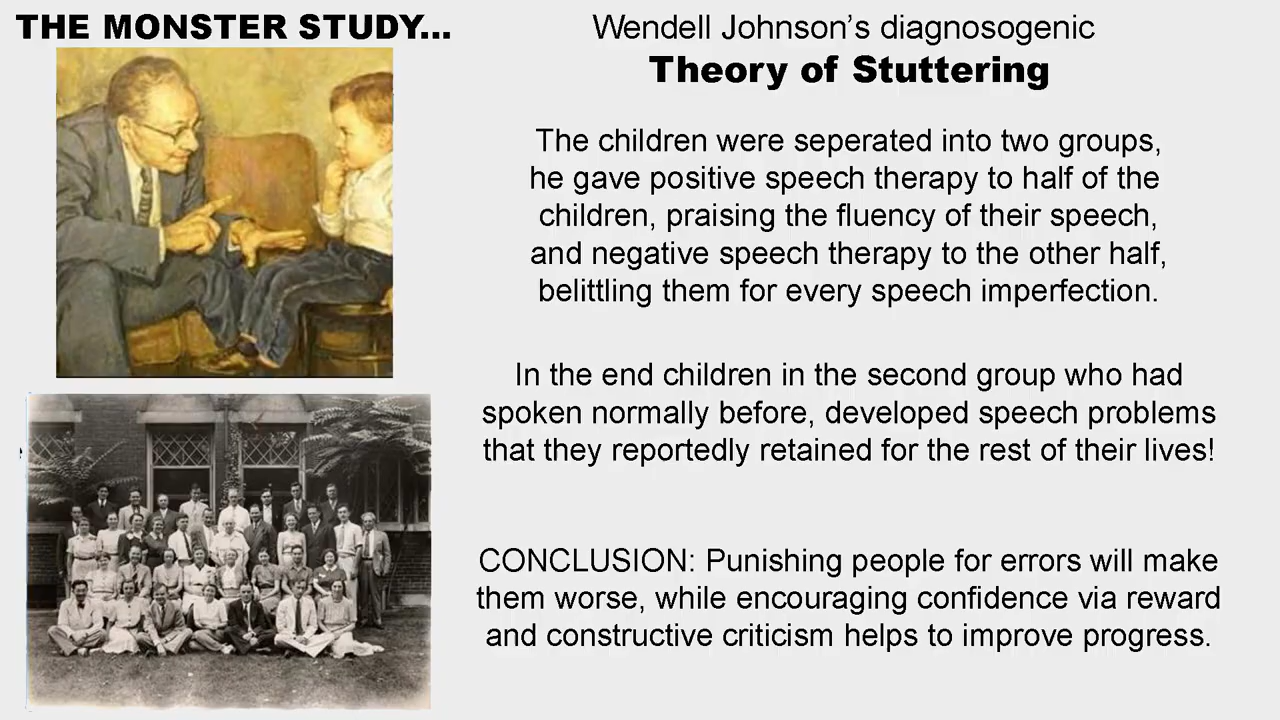 THE MONSTER STUDY...
Wendell Johnson’s diagnosogenic
Theory of Stuttering
The children were seperated into two groups,
he gave positive speech therapy to half of the
children, praising the fluency of their speech,
and negative speech therapy to the other half,
belittling them for every speech imperfection.
In the end children in the second group who had
spoken normally before, developed speech problems
that they reportedly retained for the rest of their lives!
CONCLUSION: Punishing people for errors will make
them worse, while encouraging confidence via reward
and constructive criticism helps to improve progress.